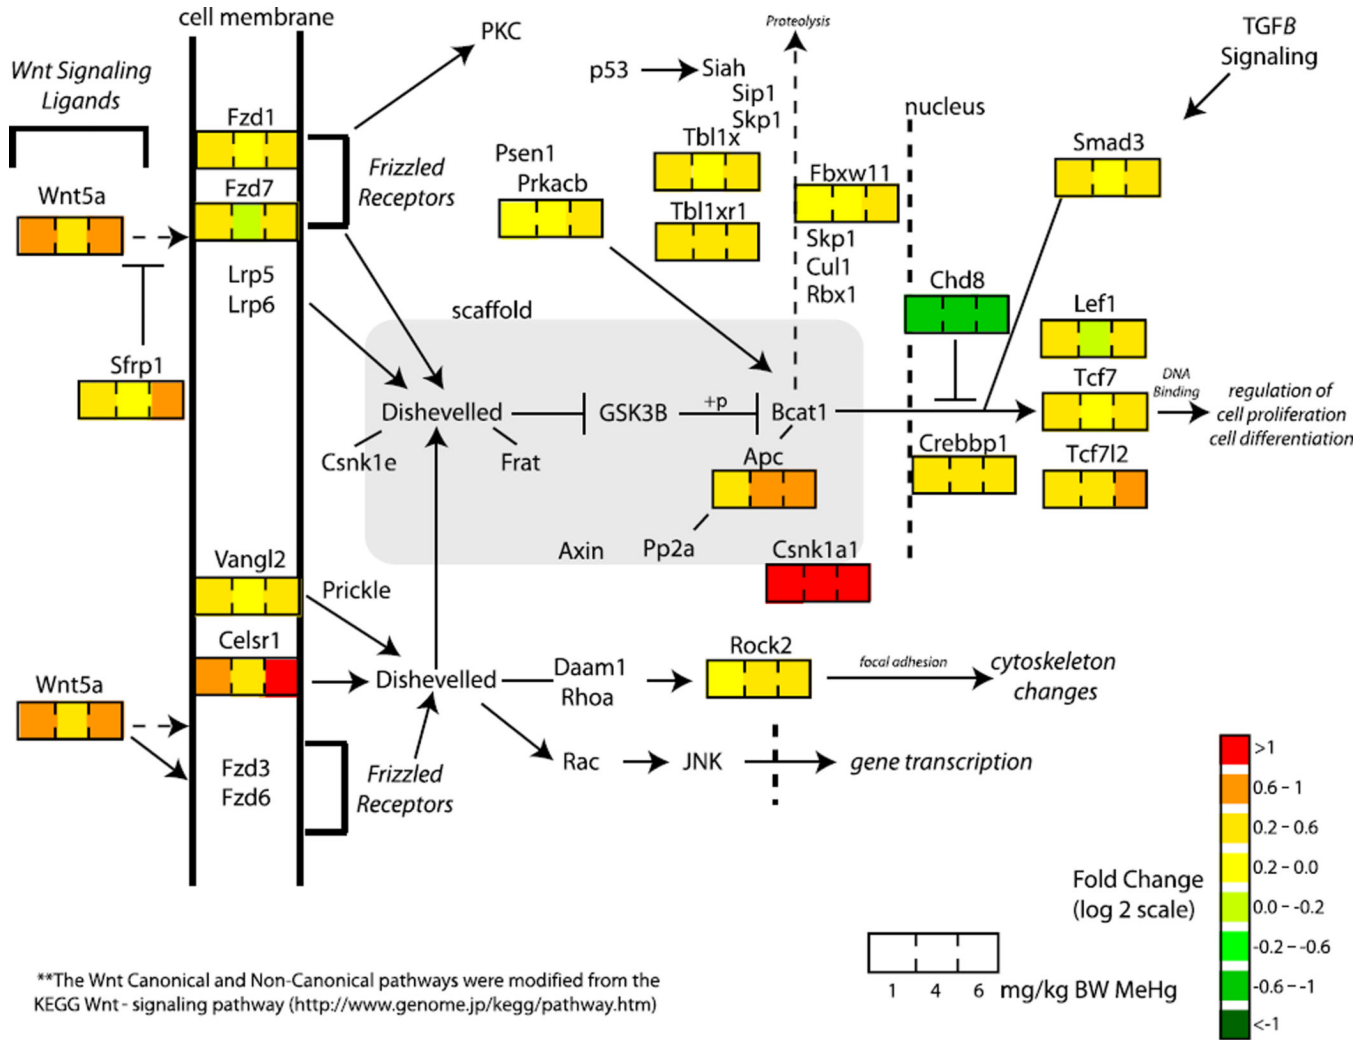 cell membrane
Wnt Signaling
Ligands
PKC
Proteolysis
p53
Siah
Sip1
Skp1
TGFB
Signaling
nucleus
Fzd1
Frizzled
Receptors
Fzd7
Wnt5a
Psen1
Prkacb
Tbl1x
Tbl1xr1
Fbxw11
Skp1
Cul1
Rbx1
Smad3
Lrp5
Lrp6
Chd8
scaffold
Sfrp1
Lef1
Dishevelled
GSK3B
+p
Bcat1
Tcf7
DNA
Binding
regulation of
cell proliferation
cell differentiation
Csnk1e
Frat
Apc
Crebbp1
Tcf7l2
Axin
Pp2a
Csnk1a1
Vangl2
Prickle
Celsr1
Wnt5a
Dishevelled
Daam1
Rhoa
Rock2
focal adhesion
cytoskeleton
changes
Fzd3
Fzd6
Frizzled
Receptors
Rac
JNK
gene transcription
>1
0.6 - 1
0.2 - 0.6
0.2 - 0.0
0.0 - -0.2
-0.2 - -0.6
-0.6 - -1
<-1
Fold Change
(log 2 scale)
1 4 6 mg/kg BW MeHg
**The Wnt Canonical and Non-Canonical pathways were modified from the
KEGG Wnt - signaling pathway (http://www.genome.jp/kegg/pathway.htm)